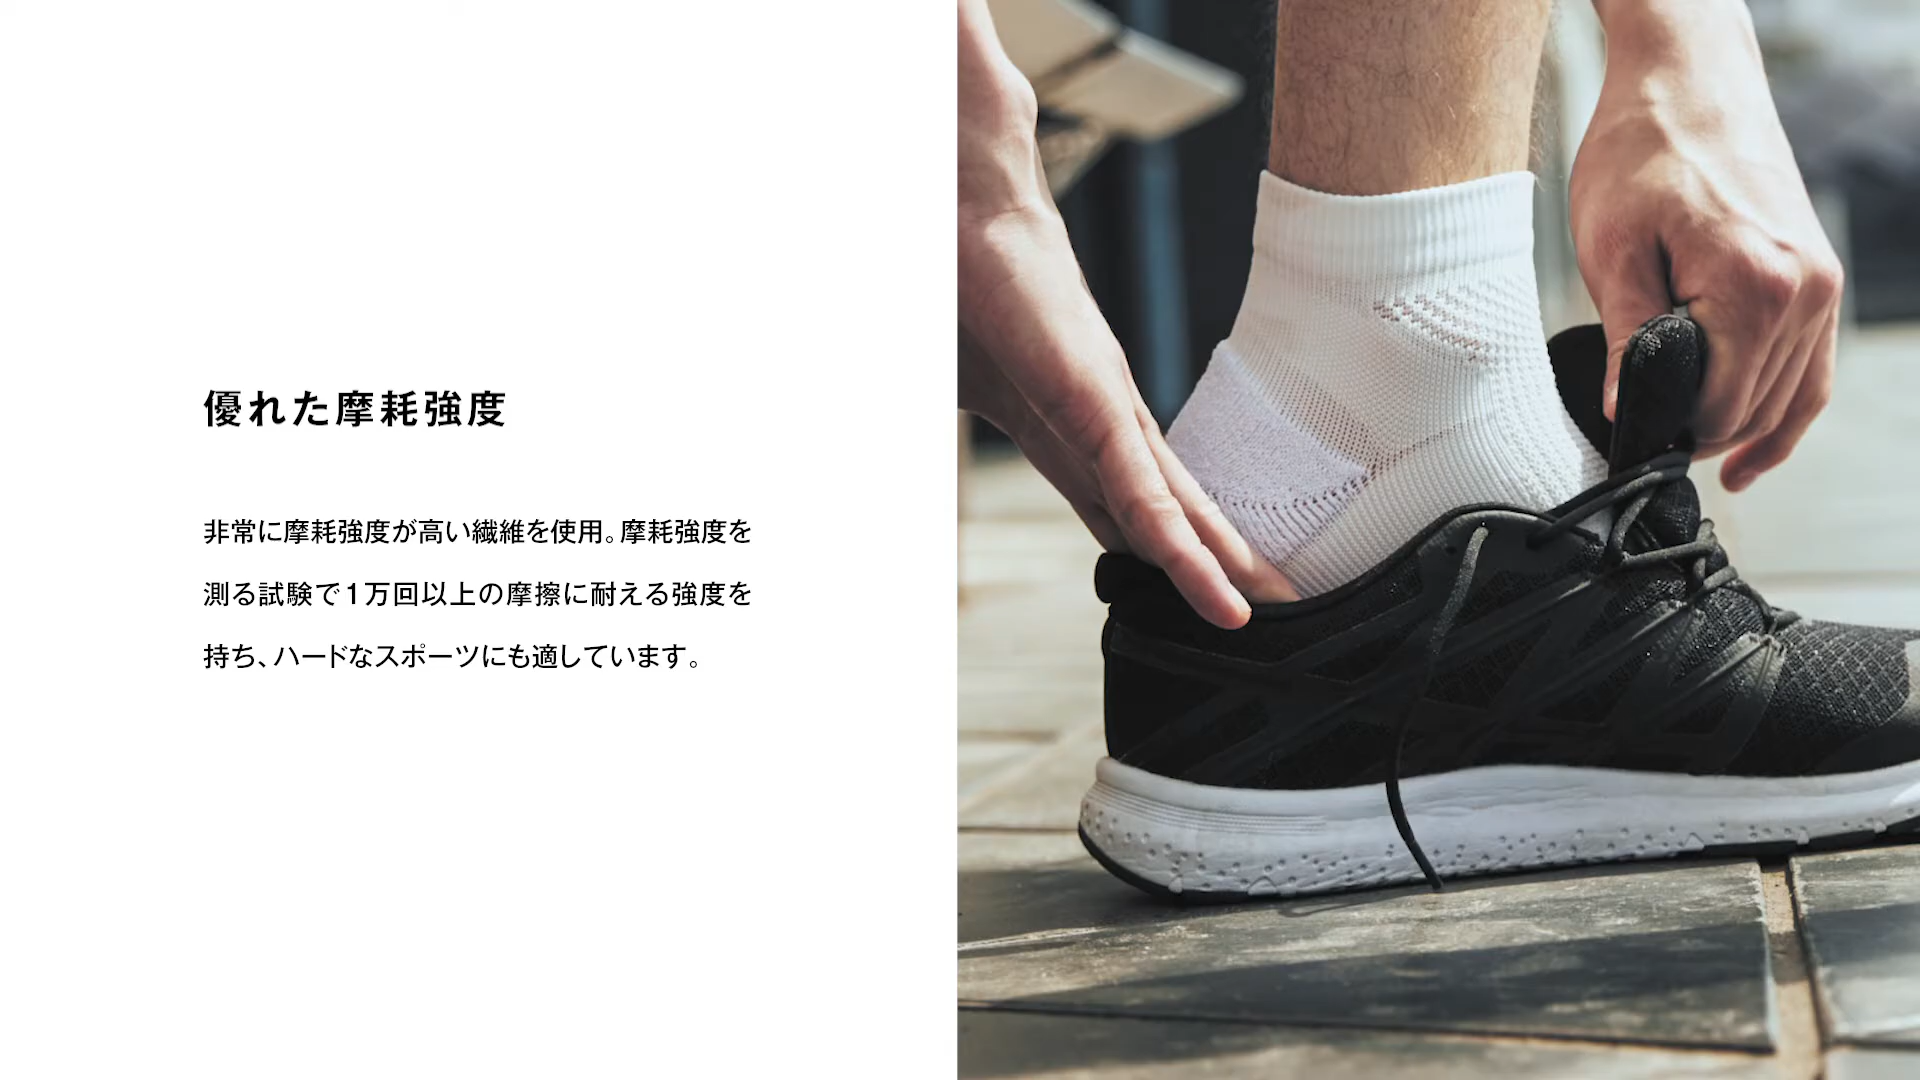 優れた摩耗強度
非常に摩耗強度が高い繊維を使用。摩耗強度を
測る試験で1万回以上の摩擦に耐える強度を
持ち、ハードなスポーツにも適しています。